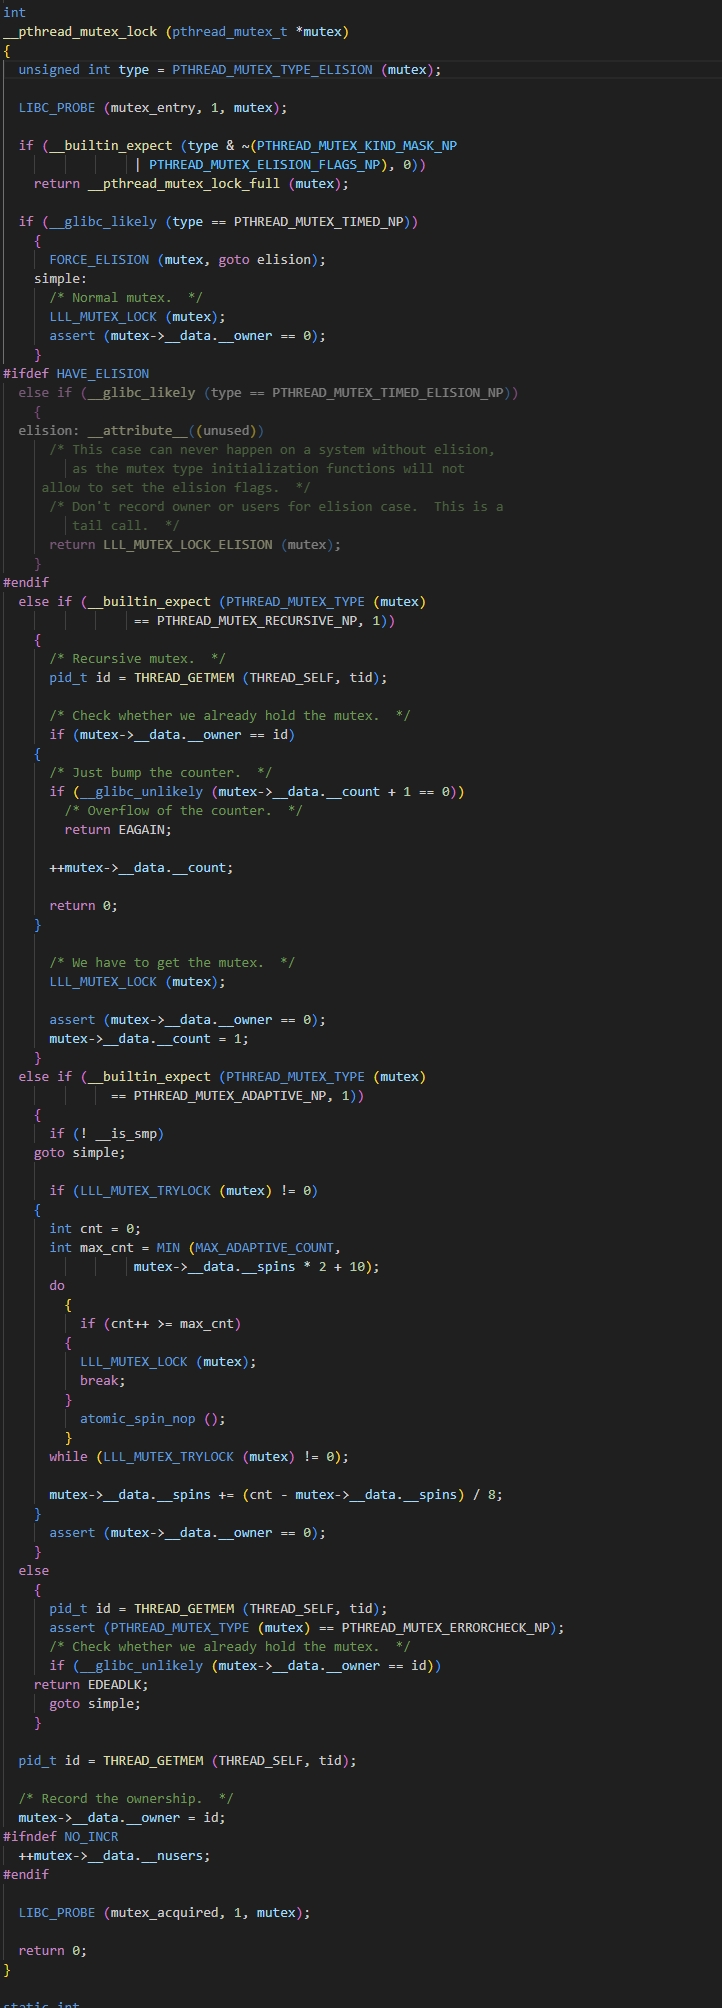 int
__pthread_mutex_lock (pthread_mutex_t *mutex)
{
  unsigned int type = PTHREAD_MUTEX_TYPE_ELISION (mutex);

  LIBC_PROBE (mutex_entry, 1, mutex);

  if (__builtin_expect (type & ~(PTHREAD_MUTEX_KIND_MASK_NP
                 | PTHREAD_MUTEX_ELISION_FLAGS_NP), 0))
    return __pthread_mutex_lock_full (mutex);

  if (__glibc_likely (type == PTHREAD_MUTEX_TIMED_NP))
    {
      FORCE_ELISION (mutex, goto elision);
    simple:
      /* Normal mutex.  */
      LLL_MUTEX_LOCK (mutex);
      assert (mutex->__data.__owner == 0);
    }
#ifdef HAVE_ELISION
  else if (__glibc_likely (type == PTHREAD_MUTEX_TIMED_ELISION_NP))
    {
  elision: __attribute__((unused))
      /* This case can never happen on a system without elision,
         as the mutex type initialization functions will not
     allow to set the elision flags.  */
      /* Don't record owner or users for elision case.  This is a
         tail call.  */
      return LLL_MUTEX_LOCK_ELISION (mutex);
    }
#endif
  else if (__builtin_expect (PTHREAD_MUTEX_TYPE (mutex)
                 == PTHREAD_MUTEX_RECURSIVE_NP, 1))
    {
      /* Recursive mutex.  */
      pid_t id = THREAD_GETMEM (THREAD_SELF, tid);

      /* Check whether we already hold the mutex.  */
      if (mutex->__data.__owner == id)
    {
      /* Just bump the counter.  */
      if (__glibc_unlikely (mutex->__data.__count + 1 == 0))
        /* Overflow of the counter.  */
        return EAGAIN;

      ++mutex->__data.__count;

      return 0;
    }

      /* We have to get the mutex.  */
      LLL_MUTEX_LOCK (mutex);

      assert (mutex->__data.__owner == 0);
      mutex->__data.__count = 1;
    }
  else if (__builtin_expect (PTHREAD_MUTEX_TYPE (mutex)
              == PTHREAD_MUTEX_ADAPTIVE_NP, 1))
    {
      if (! __is_smp)
    goto simple;

      if (LLL_MUTEX_TRYLOCK (mutex) != 0)
    {
      int cnt = 0;
      int max_cnt = MIN (MAX_ADAPTIVE_COUNT,
                 mutex->__data.__spins * 2 + 10);
      do
        {
          if (cnt++ >= max_cnt)
        {
          LLL_MUTEX_LOCK (mutex);
          break;
        }
          atomic_spin_nop ();
        }
      while (LLL_MUTEX_TRYLOCK (mutex) != 0);

      mutex->__data.__spins += (cnt - mutex->__data.__spins) / 8;
    }
      assert (mutex->__data.__owner == 0);
    }
  else
    {
      pid_t id = THREAD_GETMEM (THREAD_SELF, tid);
      assert (PTHREAD_MUTEX_TYPE (mutex) == PTHREAD_MUTEX_ERRORCHECK_NP);
      /* Check whether we already hold the mutex.  */
      if (__glibc_unlikely (mutex->__data.__owner == id))
    return EDEADLK;
      goto simple;
    }

  pid_t id = THREAD_GETMEM (THREAD_SELF, tid);

  /* Record the ownership.  */
  mutex->__data.__owner = id;
#ifndef NO_INCR
  ++mutex->__data.__nusers;
#endif

  LIBC_PROBE (mutex_acquired, 1, mutex);

  return 0;
}

static int